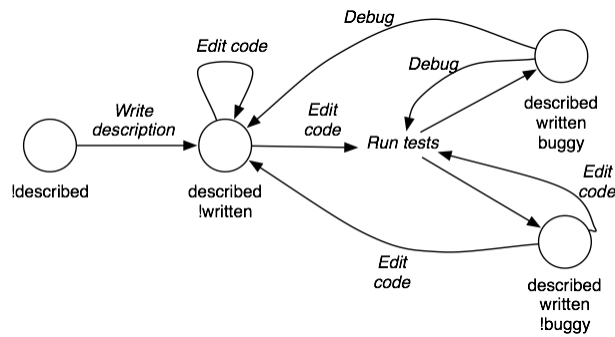 Debug
Edit code
Debug
Write
description
Edit
code
Run tests
described
written
buggy
!described
described
!written
Edit
code
Edit
code
described
written
!buggy